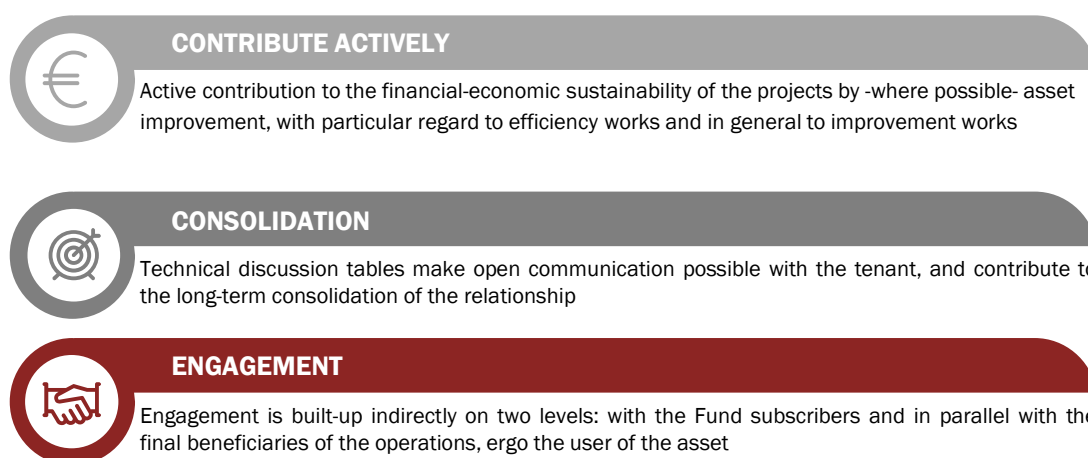 CONTRIBUTE ACTIVELY
Active contribution to the financial-economic sustainability of the projects by -where possible- asset
improvement, with particular regard to efficiency works and in general to improvement works
CONSOLIDATION
Technical discussion tables make open communication possible with the tenant, and contribute to
the long-term consolidation of the relationship
ENGAGEMENT
Engagement is built-up indirectly on two levels: with the Fund subscribers and in parallel with the
final beneficiaries of the operations, ergo the user of the asset